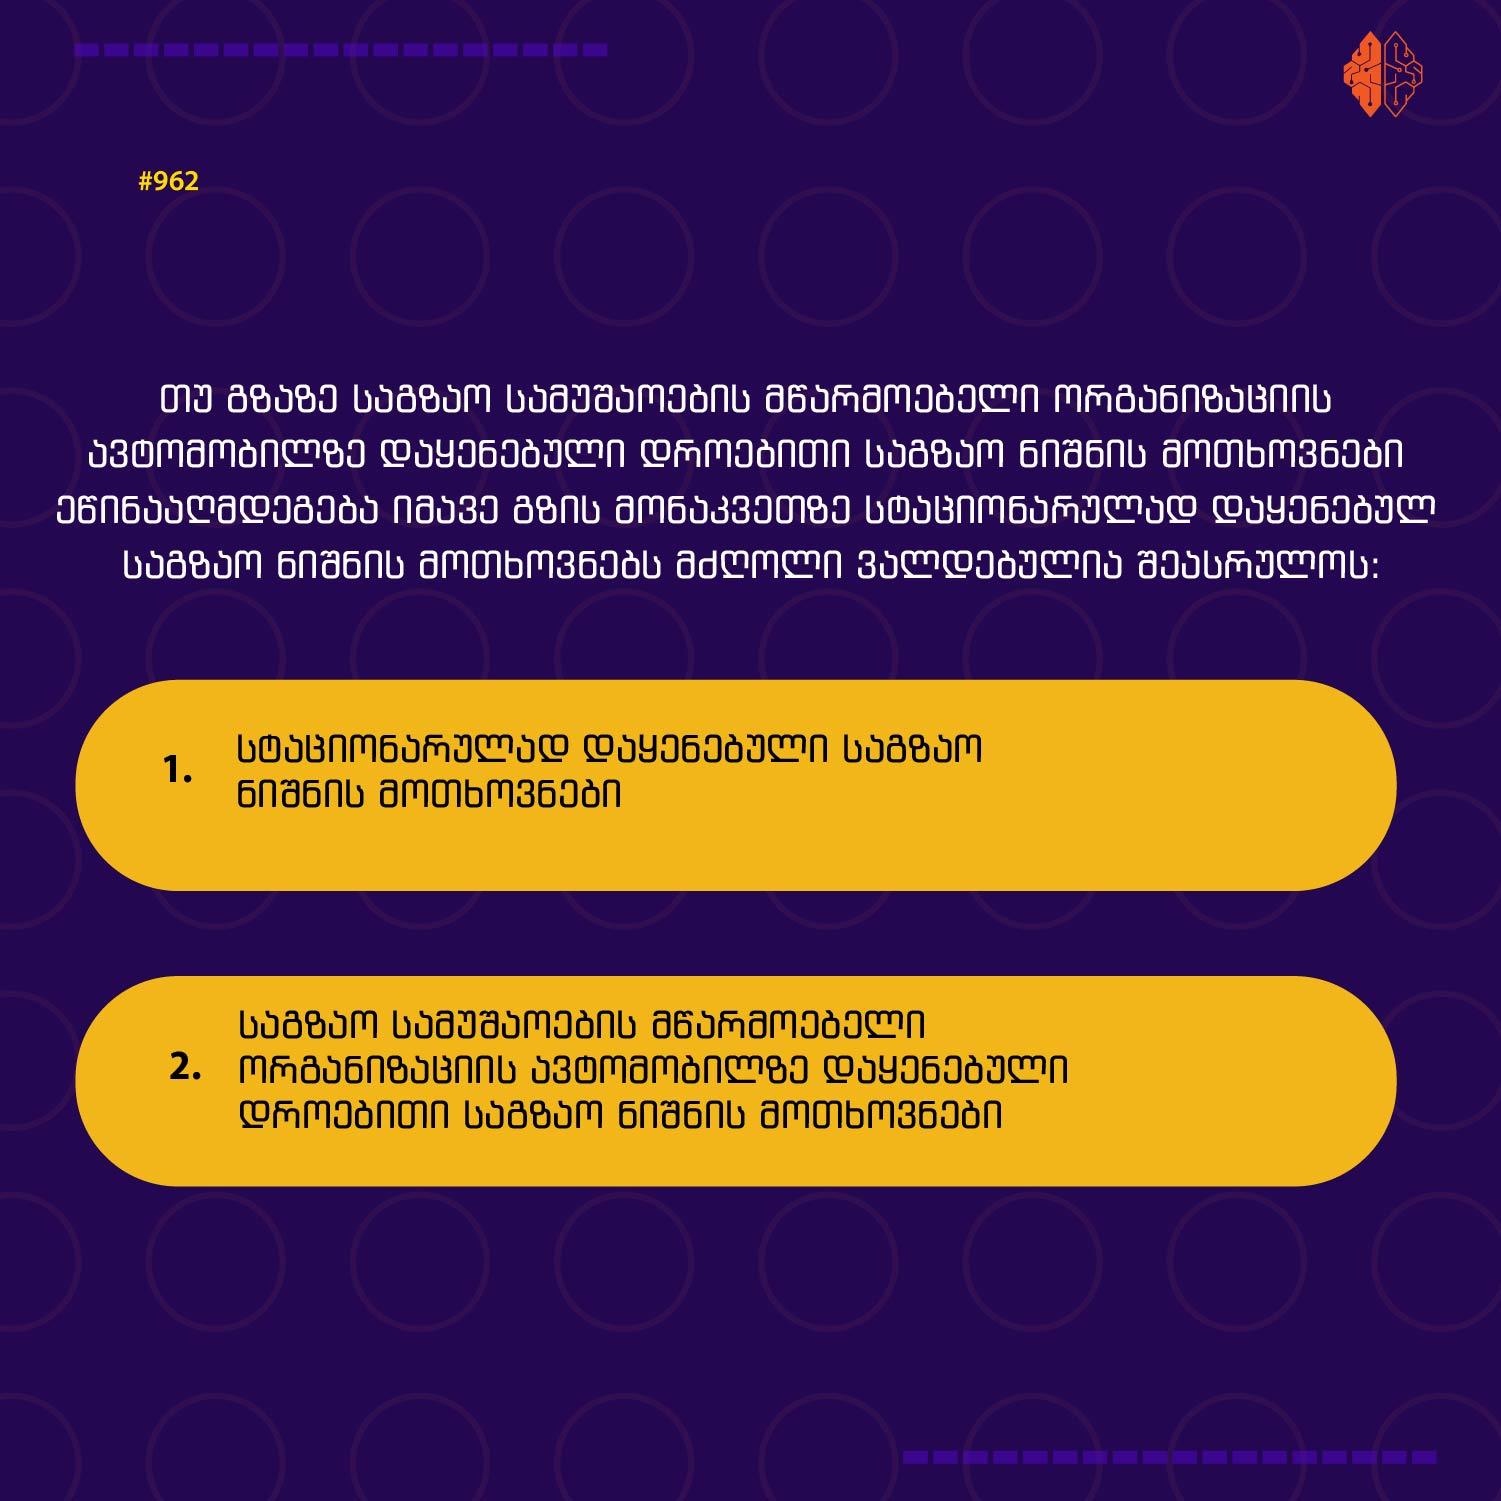 #962
თუ გზაზე საგზაო სამუშაოების მწარმოებელი ორგანიზაციის
ავტომობილზე დაყენებული დროებითი საგზაო ნიშნის მოთხოვნები
ეწინააღმდეგება იმავე გზის მონაკვეთზე სტაციონარულად დაყენებულ
საგზაო ნიშნის მოთხოვნებს მძღოლი ვალდებულია შეასრულოს:
1. სტაციონარულად დაყენებული საგზაო
ნიშნის მოთხოვნები
2. საგზაო სამუშაოების მწარმოებელი
ორგანიზაციის ავტომობილზე დაყენებული
დროებითი საგზაო ნიშნის მოთხოვნები